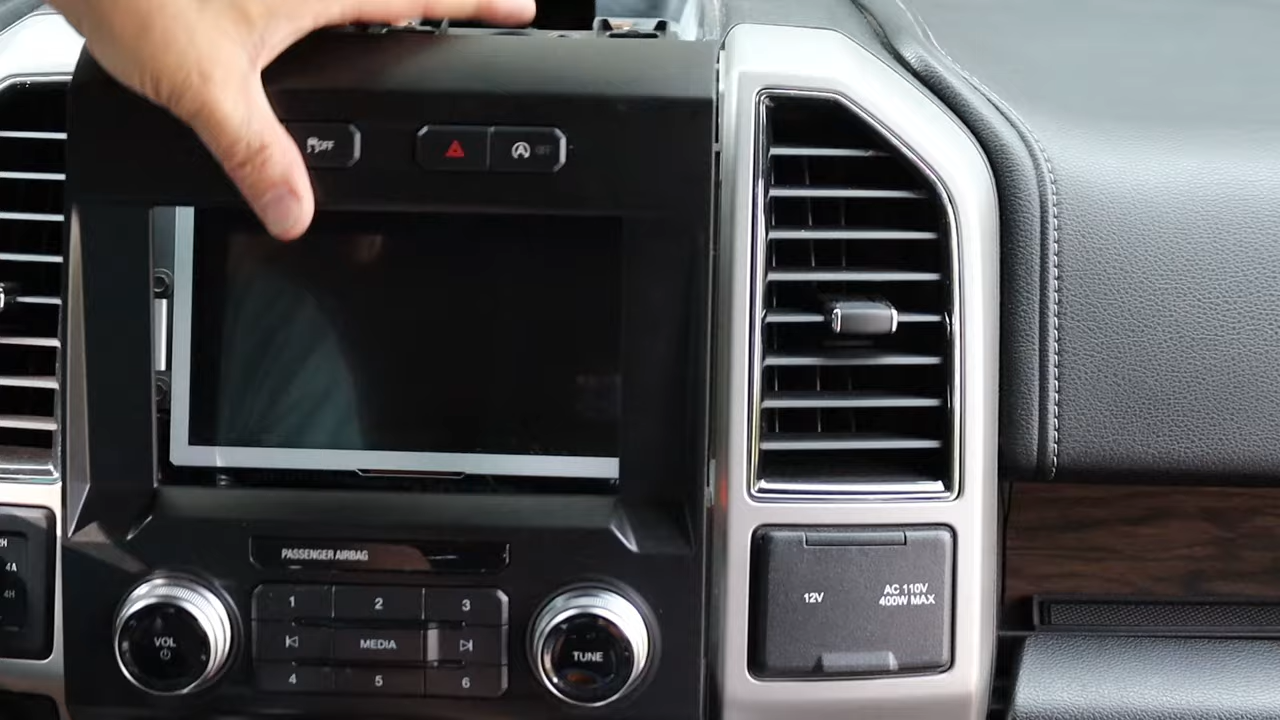 OFF
A OFF
PASSENGER AIRBAG
1 2 3
MEDIA
4 5 6
VOL
TUNE
2H
4A
4H
12V
AC 110V
400W MAX